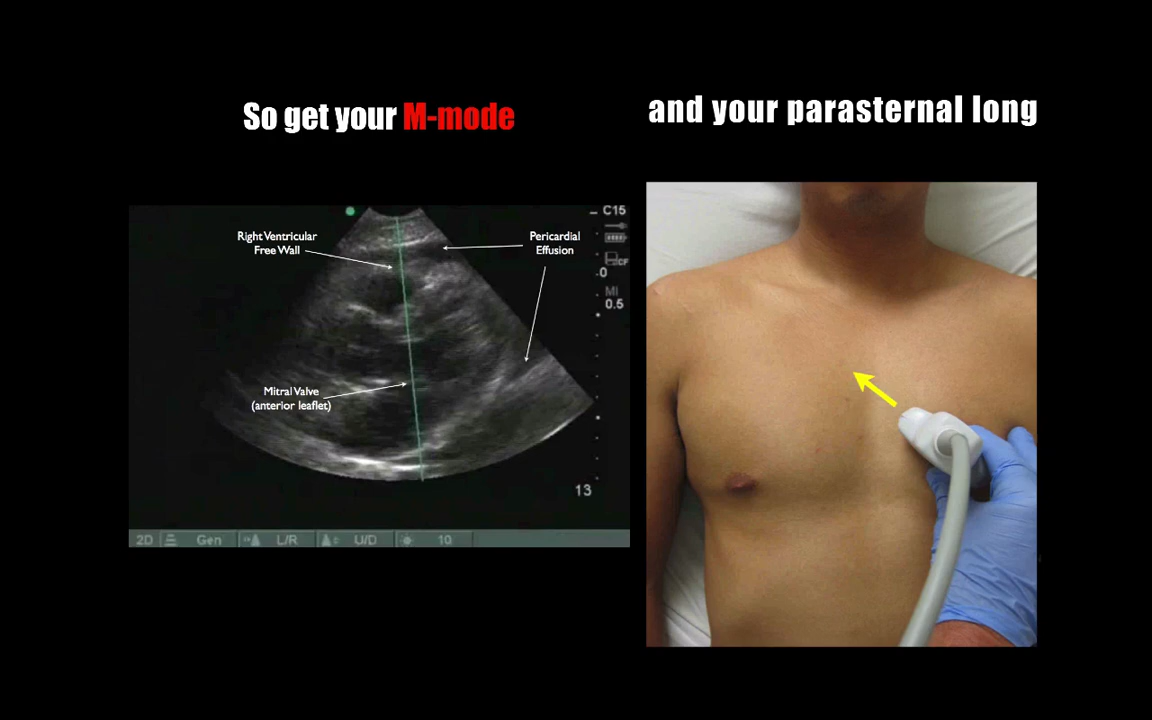 So get your M-mode
and your parasternal long
Right Ventricular
Free Wall
Pericardial
Effusion
Mitral Valve
(anterior leaflet)
C15
CF
0
MI
0.5
13
2D Gen L/R U/D 10